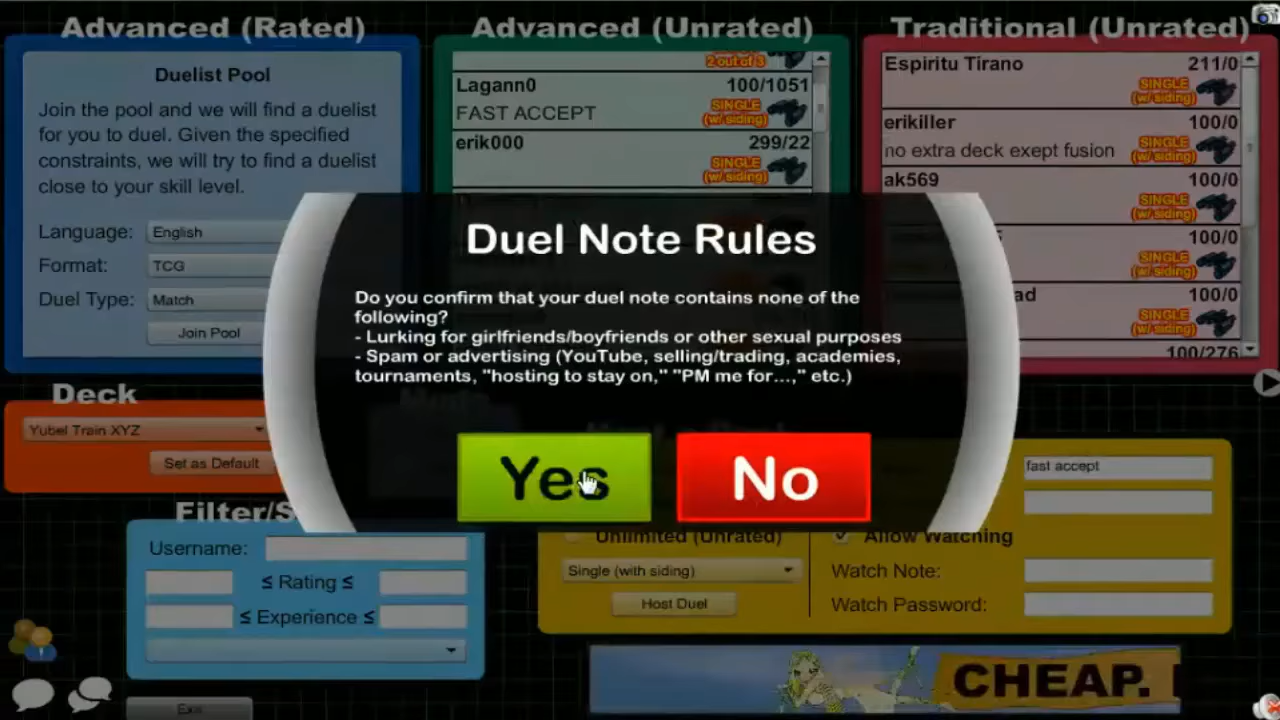 Advanced (Rated)
Duelist Pool
Join the pool and we will find a duelist
for you to duel. Given the specified
constraints, we will try to find a duelist
close to your skill level.
Language: English
Format: TCG
Duel Type: Match
Join Pool
Advanced (Unrated)
2 out of 3
Lagann0 100/1051
FAST ACCEPT SINGLE
(w/ siding)
erik000 299/22
SINGLE
(w/ siding)
Traditional (Unrated)
Espiritu Tirano 211/0
SINGLE
(w/ siding)
erikiller 100/0
no extra deck exept fusion SINGLE
(w/ siding)
ak569 100/0
SINGLE
(w/ siding)
100/0
SINGLE
(w/ siding)
ad 100/0
SINGLE
(w/ siding)
100/276
Duel Note Rules
Do you confirm that your duel note contains none of the
following?
- Lurking for girlfriends/boyfriends or other sexual purposes
- Spam or advertising (YouTube, selling/trading, academies,
tournaments, "hosting to stay on," "PM me for...," etc.)
Yes No
Deck
Yubel Train XYZ
Set as Default
Filter/S
Username:
≤ Rating ≤
≤ Experience ≤
Exit
fast accept
Unlimited (Unrated)
Single (with siding)
Host Duel
Allow Watching
Watch Note:
Watch Password:
CHEAP.